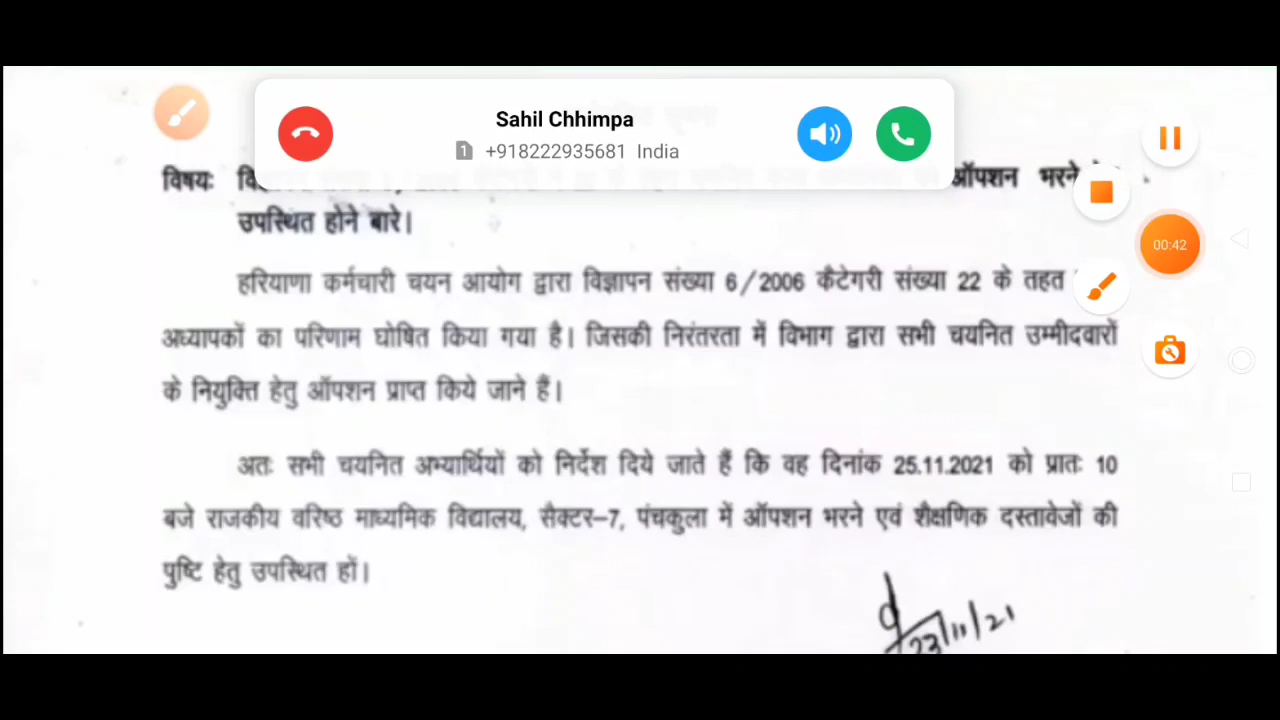 Sahil Chhimpa
1 +918222935681 India
विषयः ऑपशन भरने
उपस्थित होने बारे।
00:42
हरियाणा कर्मचारी चयन आयोग द्वारा विज्ञापन संख्या 6/2006 कैटेगरी संख्या 22 के तहत
अध्यापकों का परिणाम घोषित किया गया है। जिसकी निरंतरता में विभाग द्वारा सभी चयनित उम्मीदवारों
के नियुक्ति हेतु ऑपशन प्राप्त किये जाने हैं।
अतः सभी चयनित अभ्यार्थियों को निर्देश दिये जाते हैं कि वह दिनांक 25.11.2021 को प्रातः 10
बजे राजकीय वरिष्ठ माध्यमिक विद्यालय, सैक्टर-7, पंचकुला में ऑपशन भरने एवं शैक्षणिक दस्तावेजों की
पुष्टि हेतु उपस्थित हों।
23/11/21